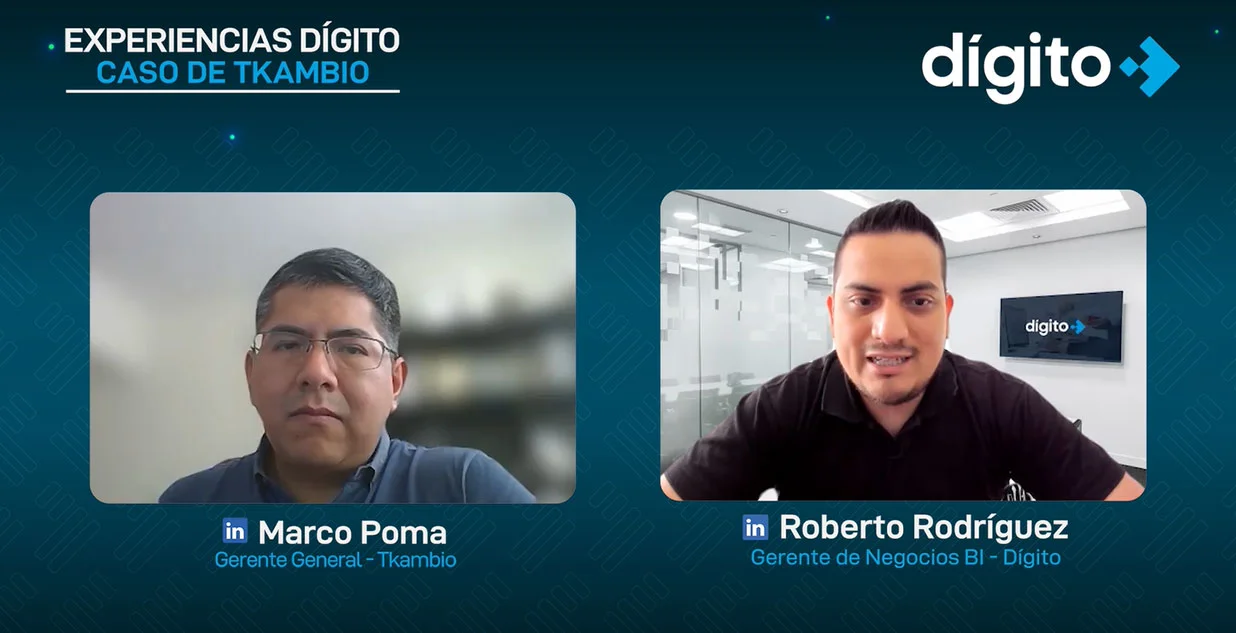 EXPERIENCIAS DÍGITO
CASO DE TKAMBIO
dígito
dígito
in Marco Poma
Gerente General - Tkambio
in Roberto Rodríguez
Gerente de Negocios BI - Dígito